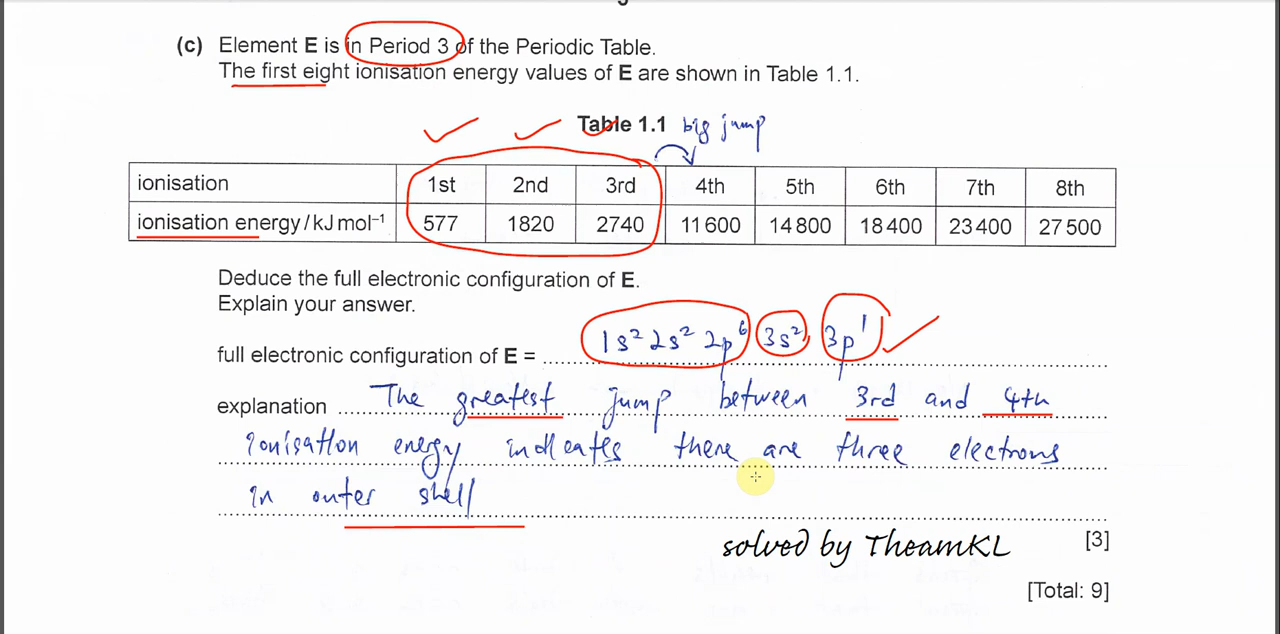 (c) Element E is in Period 3 of the Periodic Table.
The first eight ionisation energy values of E are shown in Table 1.1.
Table 1.1 big jump
ionisation 1st 2nd 3rd 4th 5th 6th 7th 8th
ionisation energy / kJ mol⁻¹ 577 1820 2740 11600 14800 18400 23400 27500
Deduce the full electronic configuration of E.
Explain your answer.
full electronic configuration of E = 1s² 2s² 2p⁶ 3s² 3p¹
explanation The greatest jump between 3rd and 4th
ionisation energy indicates there are three electrons
in outer shell
solved by TheamKL [3]
[Total: 9]